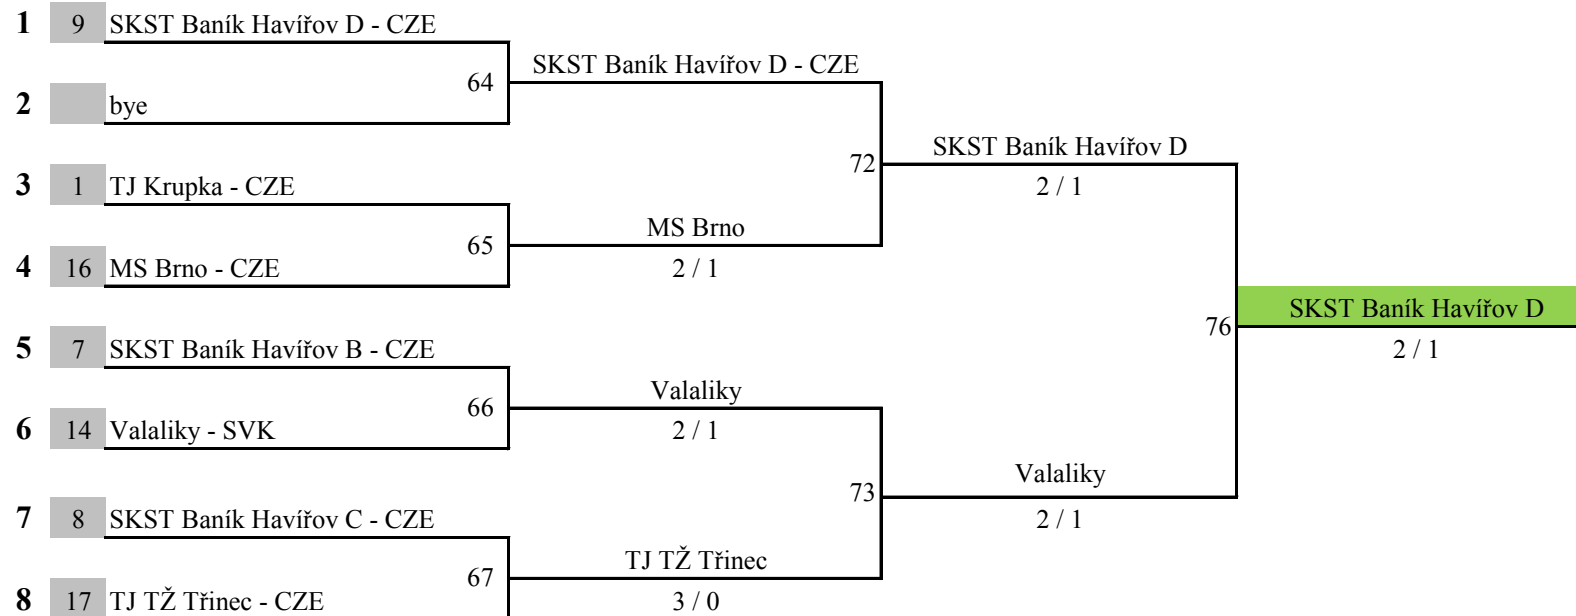 1 9 SKST Baník Havířov D - CZE
64 SKST Baník Havířov D - CZE
2 bye
72 SKST Baník Havířov D
2 / 1
3 1 TJ Krupka - CZE
65 MS Brno
2 / 1
4 16 MS Brno - CZE
76 SKST Baník Havířov D
2 / 1
5 7 SKST Baník Havířov B - CZE
66 Valaliky
2 / 1
6 14 Valaliky - SVK
73 Valaliky
2 / 1
7 8 SKST Baník Havířov C - CZE
67 TJ TŽ Třinec
3 / 0
8 17 TJ TŽ Třinec - CZE